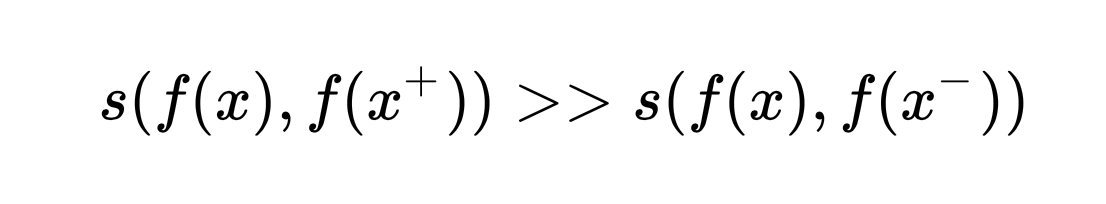 s(f(x), f(x⁺)) >> s(f(x), f(x⁻))